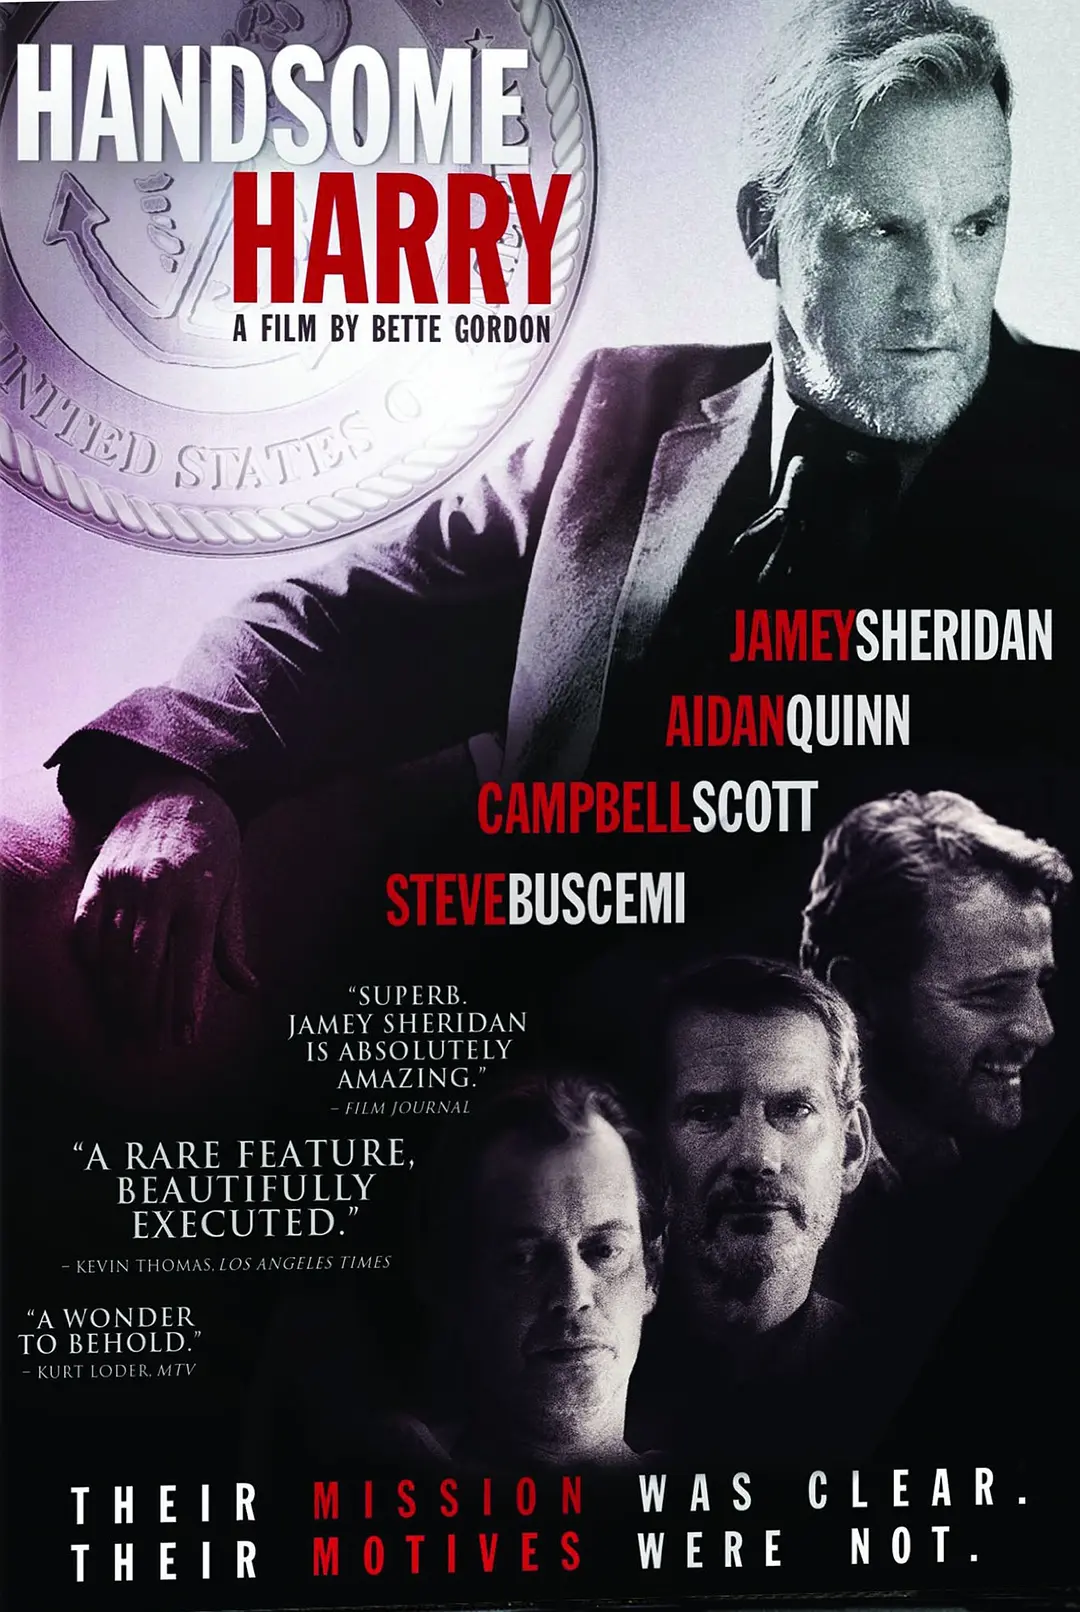 HANDSOME
HARRY
A FILM BY BETTE GORDON
UNITED STATES O
JAMEYSHERIDAN
AIDANQUINN
CAMPBELLSCOTT
STEVEBUSCEMI
“SUPERB.
JAMEY SHERIDAN
IS ABSOLUTELY
AMAZING.”
– FILM JOURNAL
“A RARE FEATURE,
BEAUTIFULLY
EXECUTED.”
– KEVIN THOMAS, LOS ANGELES TIMES
“A WONDER
TO BEHOLD.”
– KURT LODER, MTV
THEIR MISSION WAS CLEAR.
THEIR MOTIVES WERE NOT.